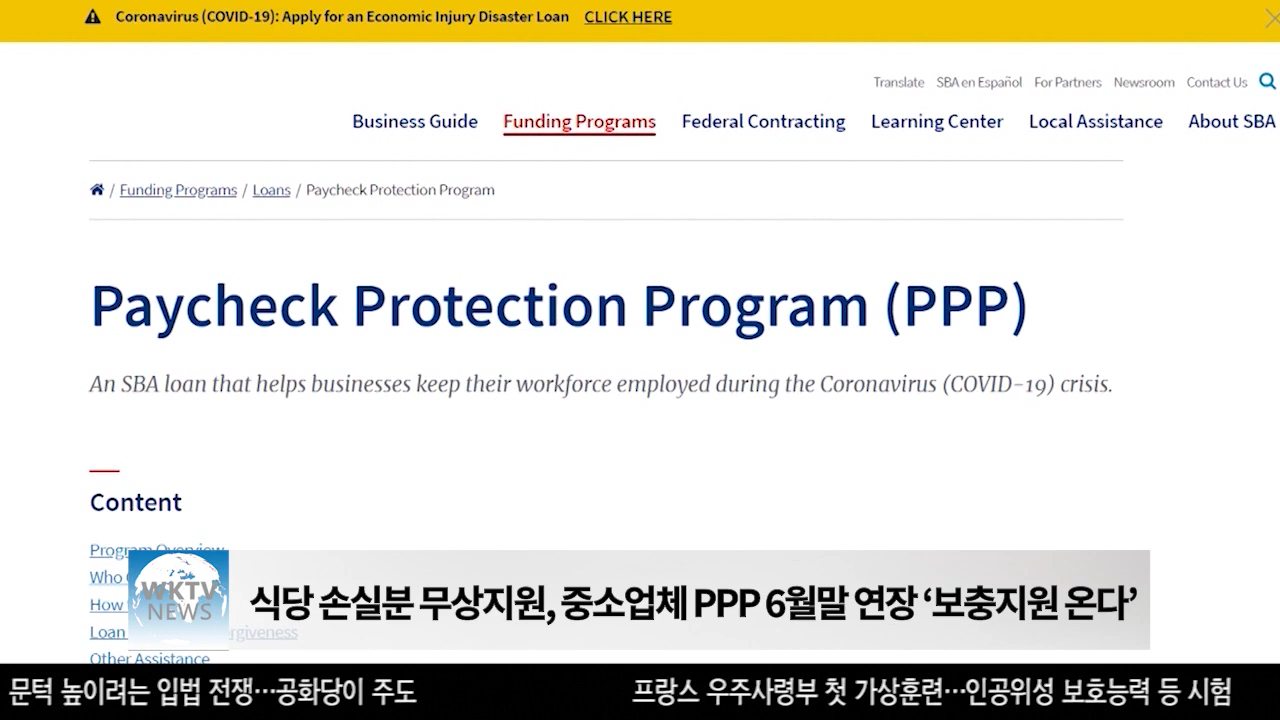 Coronavirus (COVID-19): Apply for an Economic Injury Disaster Loan CLICK HERE
Translate SBA en Español For Partners Newsroom Contact Us
Business Guide Funding Programs Federal Contracting Learning Center Local Assistance About SBA
/ Funding Programs / Loans / Paycheck Protection Program
Paycheck Protection Program (PPP)
An SBA loan that helps businesses keep their workforce employed during the Coronavirus (COVID-19) crisis.
Content
Program Overview
Who
How
Loan
Other Assistance
WKTV
NEWS
식당 손실분 무상지원, 중소업체 PPP 6월말 연장 ‘보충지원 온다’
문턱 높이려는 입법 전쟁…공화당이 주도 프랑스 우주사령부 첫 가상훈련…인공위성 보호능력 등 시험